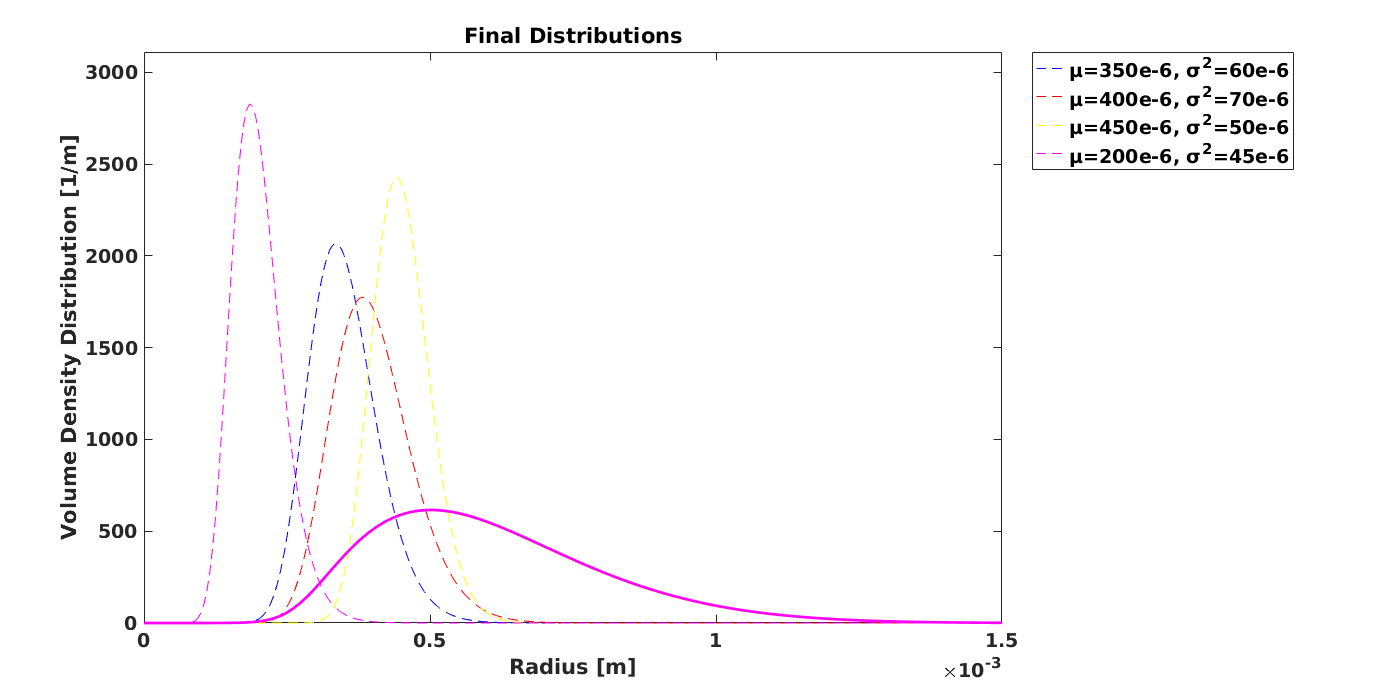 Final Distributions
μ=350e-6, σ²=60e-6
μ=400e-6, σ²=70e-6
μ=450e-6, σ²=50e-6
μ=200e-6, σ²=45e-6
Volume Density Distribution [1/m]
3000
2500
2000
1500
1000
500
0
0 0.5 1 1.5
Radius [m]
×10⁻³